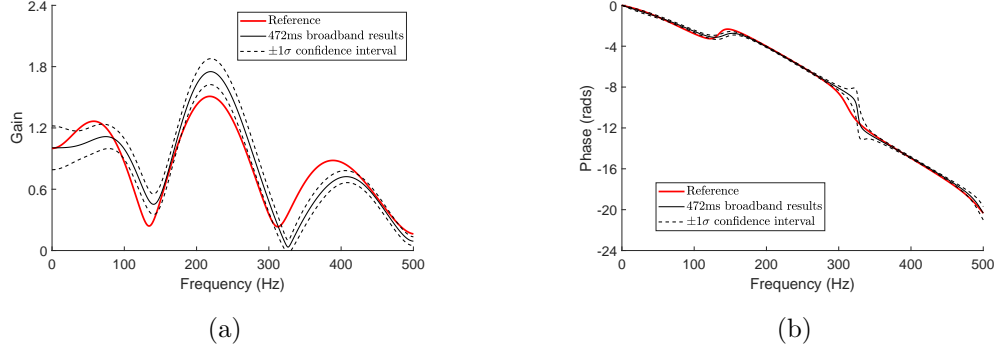 2.4
1.8
1.2
0.6
0
Gain
0 100 200 300 400 500
Frequency (Hz)
Reference
472ms broadband results
±1σ confidence interval
(a)
0
-4
-8
-12
-16
-20
-24
Phase (rads)
0 100 200 300 400 500
Frequency (Hz)
Reference
472ms broadband results
±1σ confidence interval
(b)